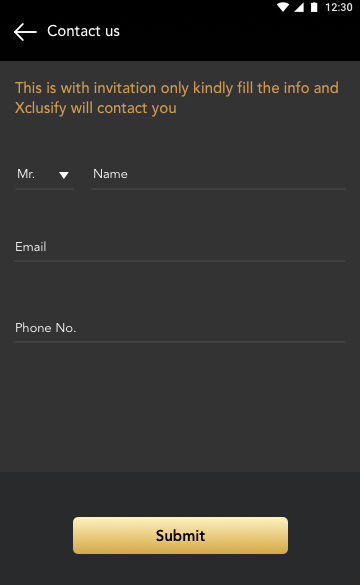 12:30
Contact us
This is with invitation only kindly fill the info and
Xclusify will contact you
Mr. Name
Email
Phone No.
Submit